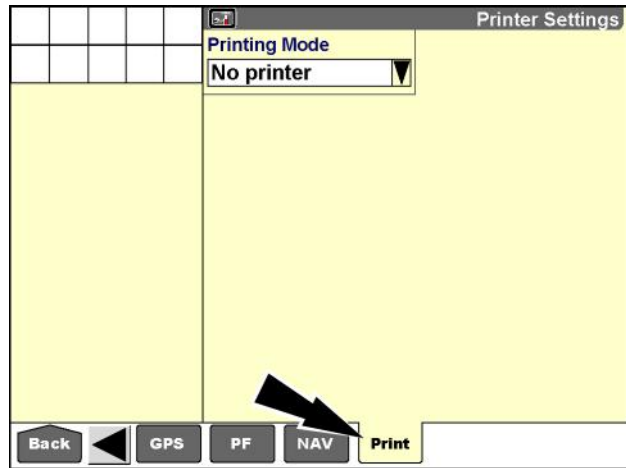 Printer Settings
Printing Mode
No printer
Back
GPS
PF
NAV
Print